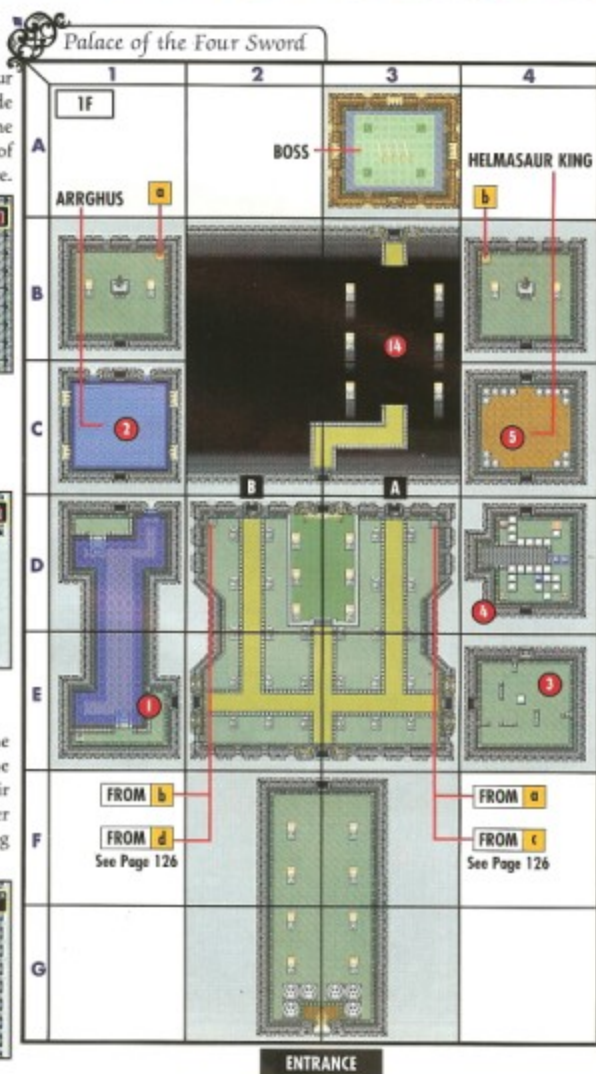 Palace of the Four Sword
1 2 3 4
1F
A
BOSS
HELMASAUR KING
ARRGHUS
a
b
B
14
C
2
5
B
A
D
4
E
3
1
FROM b
FROM a
F
FROM d
FROM c
See Page 126
See Page 126
G
ENTRANCE